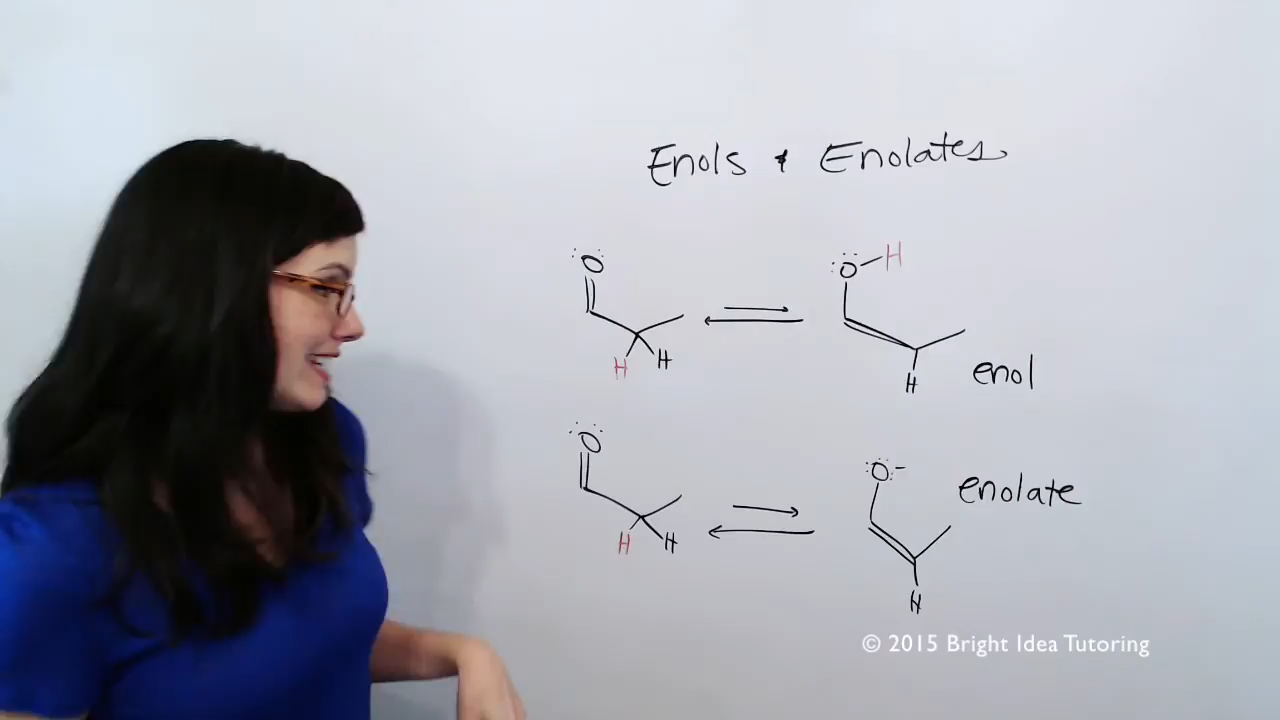 Enols & Enolates
O
O-H
H H
H
enol
O
O-
enolate
H H
H
© 2015 Bright Idea Tutoring